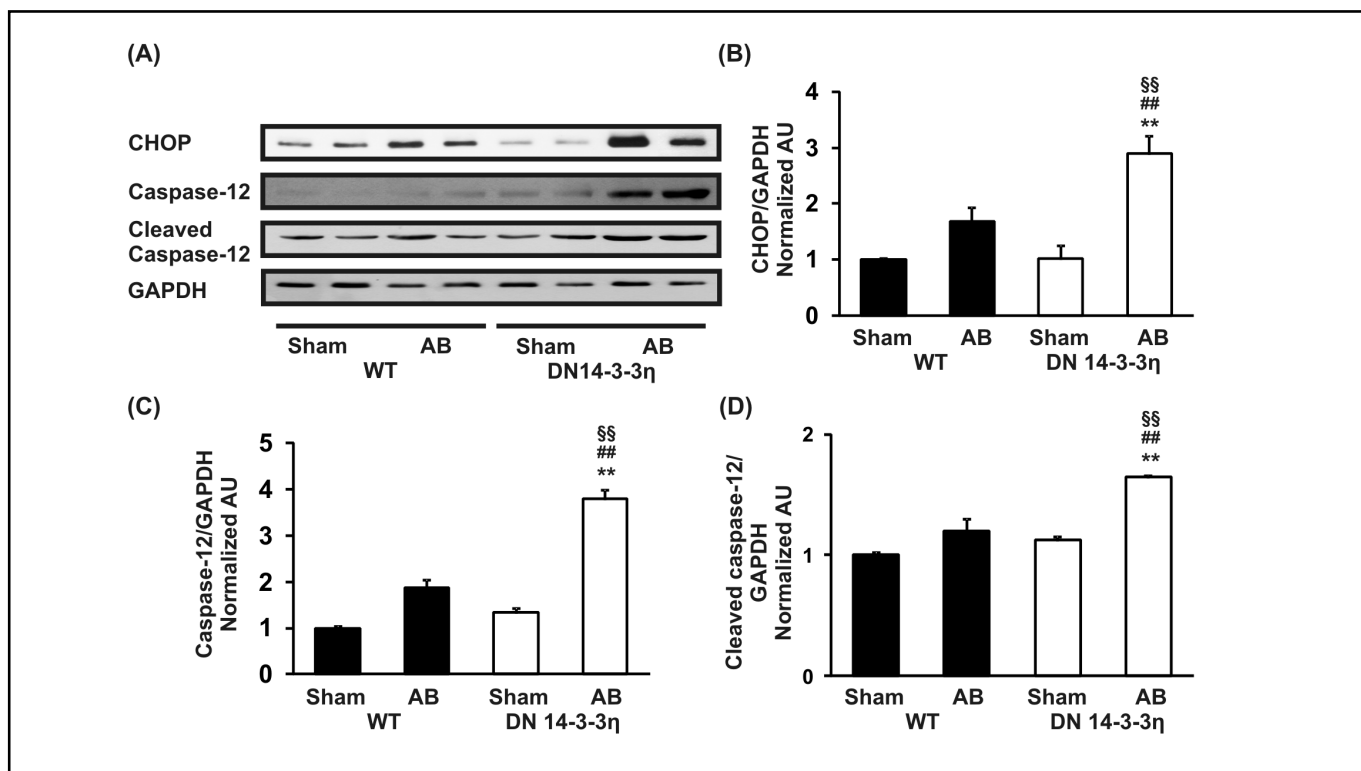 (A)
CHOP
Caspase-12
Cleaved
Caspase-12
GAPDH
Sham AB Sham AB
WT DN14-3-3η
(B)
CHOP/GAPDH
Normalized AU
4
3
2
1
0
§§
##
**
Sham AB Sham AB
WT DN 14-3-3η
(C)
Caspase-12/GAPDH
Normalized AU
5
4
3
2
1
0
§§
##
**
Sham AB Sham AB
WT DN 14-3-3η
(D)
Cleaved caspase-12/
GAPDH
Normalized AU
2
1
0
§§
##
**
Sham AB Sham AB
WT DN 14-3-3η